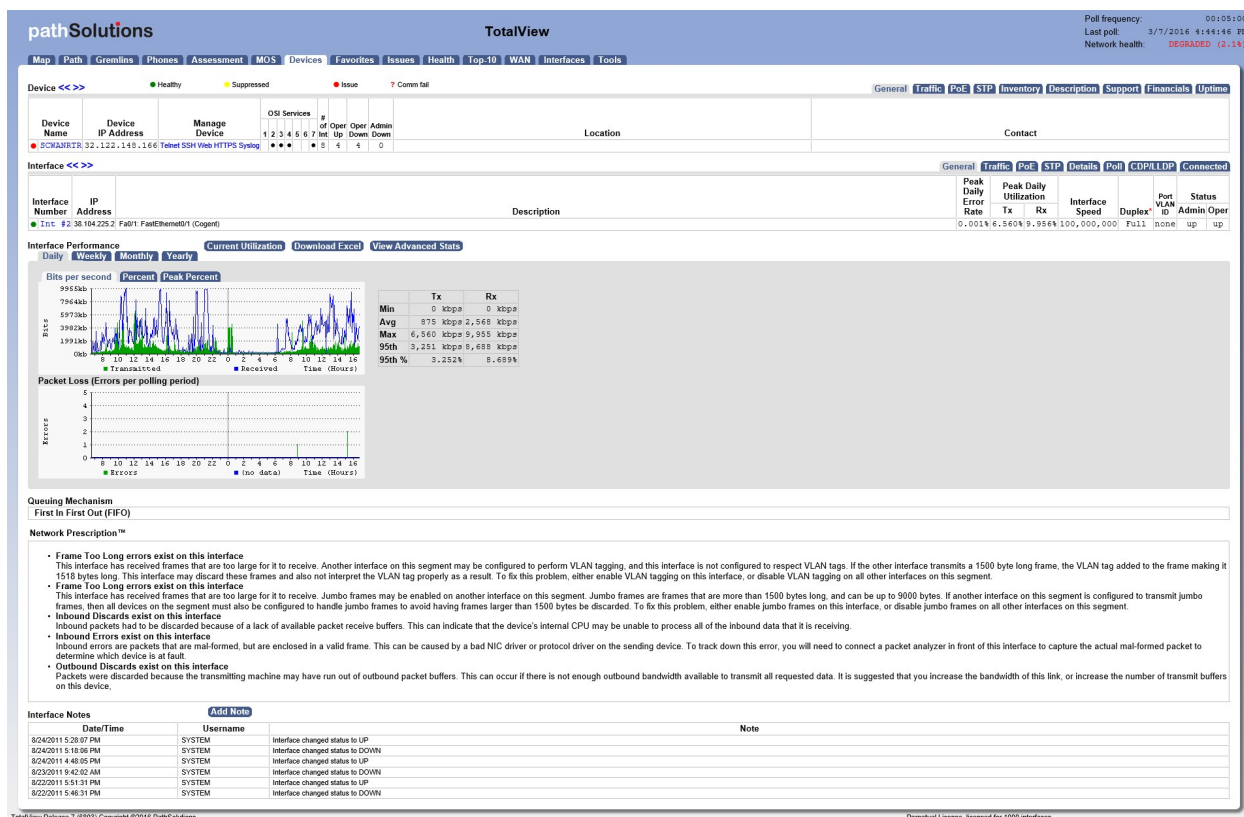 pathSolutions
TotalView
Poll frequency: 00:05:00
Last poll: 3/7/2016 4:44:46 PM
Network health: DEGRADED (2.1%)
Map Path Gremlins Phones Assessment MOS Devices Favorites Issues Health Top-10 WAN Interfaces Tools
Device << >> Healthy Suppressed Issue ? Comm fail General Traffic PoE STP Inventory Description Support Financials Uptime
Device Name Device IP Address Manage Device OSI Services 1 2 3 4 5 6 7 # of Int Oper Up Oper Down Admin Down Location Contact
SCWANRTR 32.122.148.166 Telnet SSH Web HTTPS Syslog 8 4 4 0
Interface << >> General Traffic PoE STP Details Poll CDP/LLDP Connected
Interface Number IP Address Description Peak Daily Error Rate Peak Daily Utilization Tx Rx Interface Speed Duplex* Port VLAN ID Status Admin Oper
Int #2 38.104.225.2 Fa0/1: FastEthernet0/1 (Cogent) 0.001% 6.560% 9.956% 100,000,000 Full none up up
Interface Performance Current Utilization Download Excel View Advanced Stats
Daily Weekly Monthly Yearly
Bits per second Percent Peak Percent
9955kb
7964kb
5973kb
3982kb
1991kb
0kb
Bits
8 10 12 14 16 18 20 22 0 2 4 6 8 10 12 14 16
Transmitted Received Time (Hours)
Tx Rx
Min 0 kbps 0 kbps
Avg 875 kbps 2,568 kbps
Max 6,560 kbps 9,955 kbps
95th 3,251 kbps 8,688 kbps
95th % 3.252% 8.689%
Packet Loss (Errors per polling period)
5
4
3
2
1
0
Errors
8 10 12 14 16 18 20 22 0 2 4 6 8 10 12 14 16
Errors (no data) Time (Hours)
Queuing Mechanism
First In First Out (FIFO)
Network Prescription™
• Frame Too Long errors exist on this interface
This interface has received frames that are too large for it to receive. Another interface on this segment may be configured to perform VLAN tagging, and this interface is not configured to respect VLAN tags. If the other interface transmits a 1500 byte long frame, the VLAN tag added to the frame making it
1518 bytes long. This interface may discard these frames and also not interpret the VLAN tag properly as a result. To fix this problem, either enable VLAN tagging on this interface, or disable VLAN tagging on all other interfaces on this segment.
• Frame Too Long errors exist on this interface
This interface has received frames that are too large for it to receive. Jumbo frames may be enabled on another interface on this segment. Jumbo frames are frames that are more than 1500 bytes long, and can be up to 9000 bytes. If another interface on this segment is configured to transmit jumbo
frames, then all devices on the segment must also be configured to handle jumbo frames to avoid having frames larger than 1500 bytes be discarded. To fix this problem, either enable jumbo frames on this interface, or disable jumbo frames on all other interfaces on this segment.
• Inbound Discards exist on this interface
Inbound packets had to be discarded because of a lack of available packet receive buffers. This can indicate that the device's internal CPU may be unable to process all of the inbound data that it is receiving.
• Inbound Errors exist on this interface
Inbound errors are packets that are mal-formed, but are enclosed in a valid frame. This can be caused by a bad NIC driver or protocol driver on the sending device. To track down this error, you will need to connect a packet analyzer in front of this interface to capture the actual mal-formed packet to
determine which device is at fault.
• Outbound Discards exist on this interface
Packets were discarded because the transmitting machine may have run out of outbound packet buffers. This can occur if there is not enough outbound bandwidth available to transmit all requested data. It is suggested that you increase the bandwidth of this link, or increase the number of transmit buffers
on this device,
Interface Notes Add Note
Date/Time Username Note
8/24/2011 5:28:07 PM SYSTEM Interface changed status to UP
8/24/2011 5:18:06 PM SYSTEM Interface changed status to DOWN
8/24/2011 4:48:05 PM SYSTEM Interface changed status to UP
8/23/2011 9:42:02 AM SYSTEM Interface changed status to DOWN
8/22/2011 5:51:31 PM SYSTEM Interface changed status to UP
8/22/2011 5:46:31 PM SYSTEM Interface changed status to DOWN
TotalView Release 7 (6803) Copyright ©2016 PathSolutions Perpetual License, licensed for 1000 interfaces